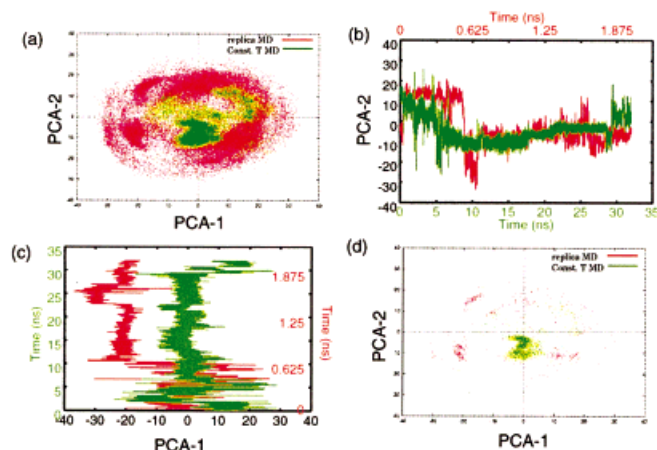 (a)
replica MD
Const. T MD
PCA-2
PCA-1
(b)
Time (ns)
0 0.625 1.25 1.875
PCA-2
40
30
20
10
0
-10
-20
-30
-40
0 5 10 15 20 25 30 35
Time (ns)
(c)
Time (ns)
35
30
25
20
15
10
5
0
1.875
1.25
0.625
0
Time (ns)
-40 -30 -20 -10 0 10 20 30 40
PCA-1
(d)
replica MD
Const. T MD
PCA-2
PCA-1